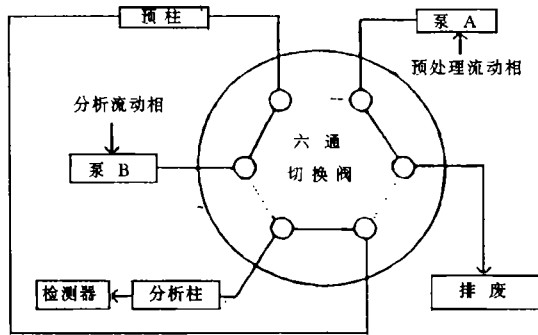 预柱
泵 A
预处理流动相
分析流动相
六 通
切换阀
泵 B
检测器
分析柱
排 废